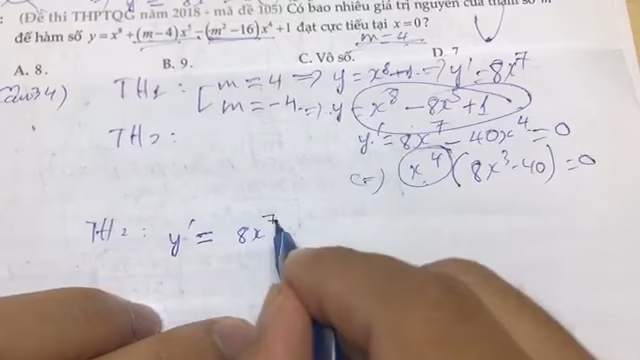 : (Đề thi THPTQG năm 2018 - mã đề 105) Có bao nhiêu giá trị nguyên của tham số m
để hàm số y = x⁸ + (m−4)x⁵ − (m²−16)x⁴ + 1 đạt cực tiểu tại x = 0?
m − 4
A. 8.
B. 9.
C. Vô số.
D. 7
TH1 : [ m = 4 => y = x⁸+1 => y' = 8x⁷
m = -4 => y = x⁸ − 8x⁵ + 1
TH2 :
y' = 8x⁷ − 40x⁴ = 0
<=> x⁴ (8x³-40) = 0
TH2 : y' = 8x⁷